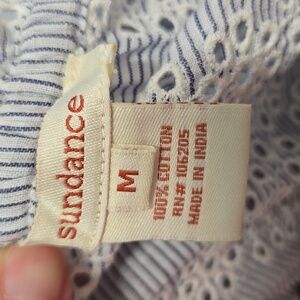 sundance
M
100% COTTON
RN# 106205
MADE IN INDIA